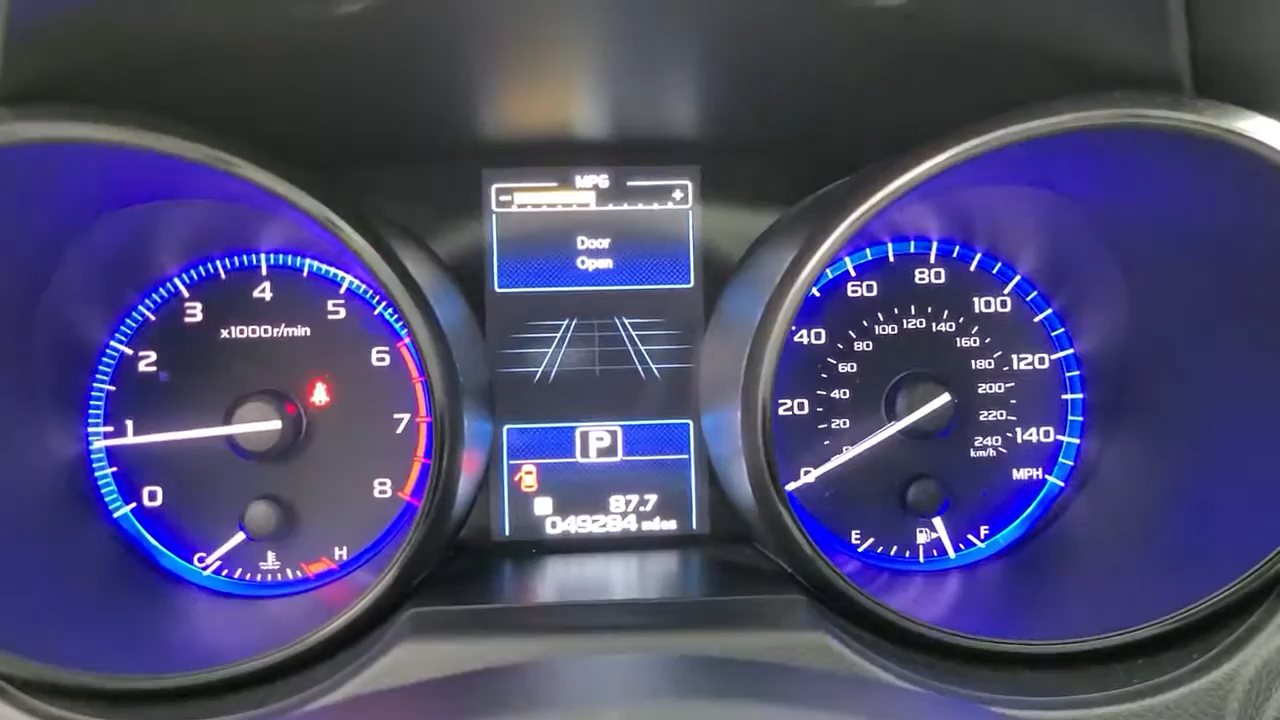 MPG
- +
Door
Open
P
87.7
049284 miles
0 1 2 3 4 5 6 7 8
x1000r/min
C H
0 20 40 60 80 100 120 140
MPH
20 40 60 80 100 120 140 160 180 200 220 240
km/h
E F